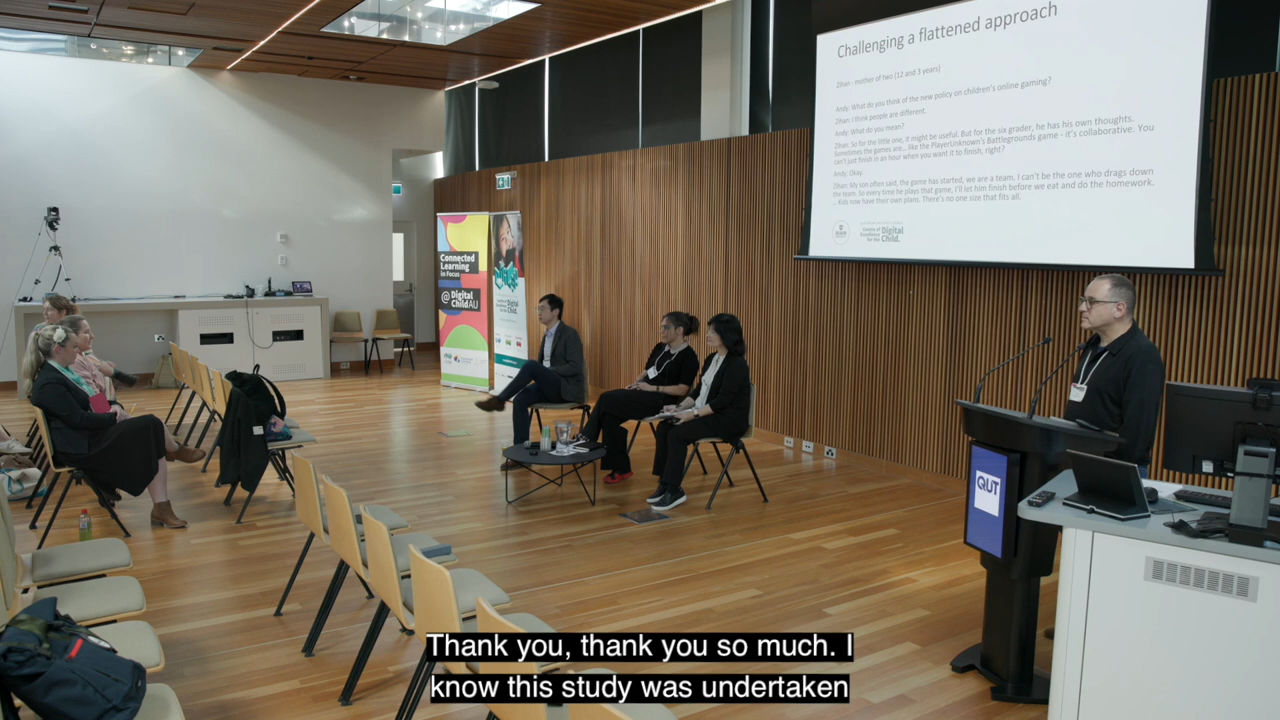 Challenging a flattened approach
Zihan - mother of two (12 and 3 years)
Andy: What do you think of the new policy on children's online gaming?
Zihan: I think people are different.
Andy: What do you mean?
Zihan: So for the little one, it might be useful. But for the six grader, he has his own thoughts.
Sometimes the games are... like the PlayerUnknown's Battlegrounds game - it's collaborative. You
can't just finish in an hour when you want it to finish, right?
Andy: Okay.
Zihan: My son often said, the game has started, we are a team. I can't be the one who drags down
the team. So every time he plays that game, I'll let him finish before we eat and do the homework.
... Kids now have their own plans. There's no one size that fits all.
Centre of
Excellence
for the
Digital
Child.
Connected
Learning
in Focus
@ Digital
Child AU
Digital
Child.
QUT
Thank you, thank you so much. I
know this study was undertaken